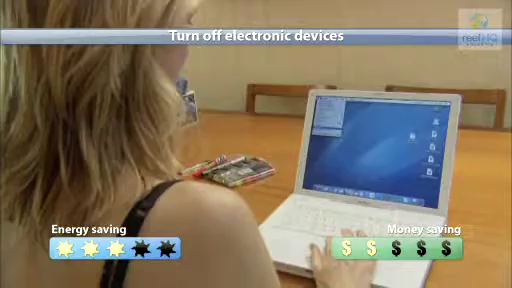 Turn off electronic devices
Energy saving
Money saving
$ $ $ $ $